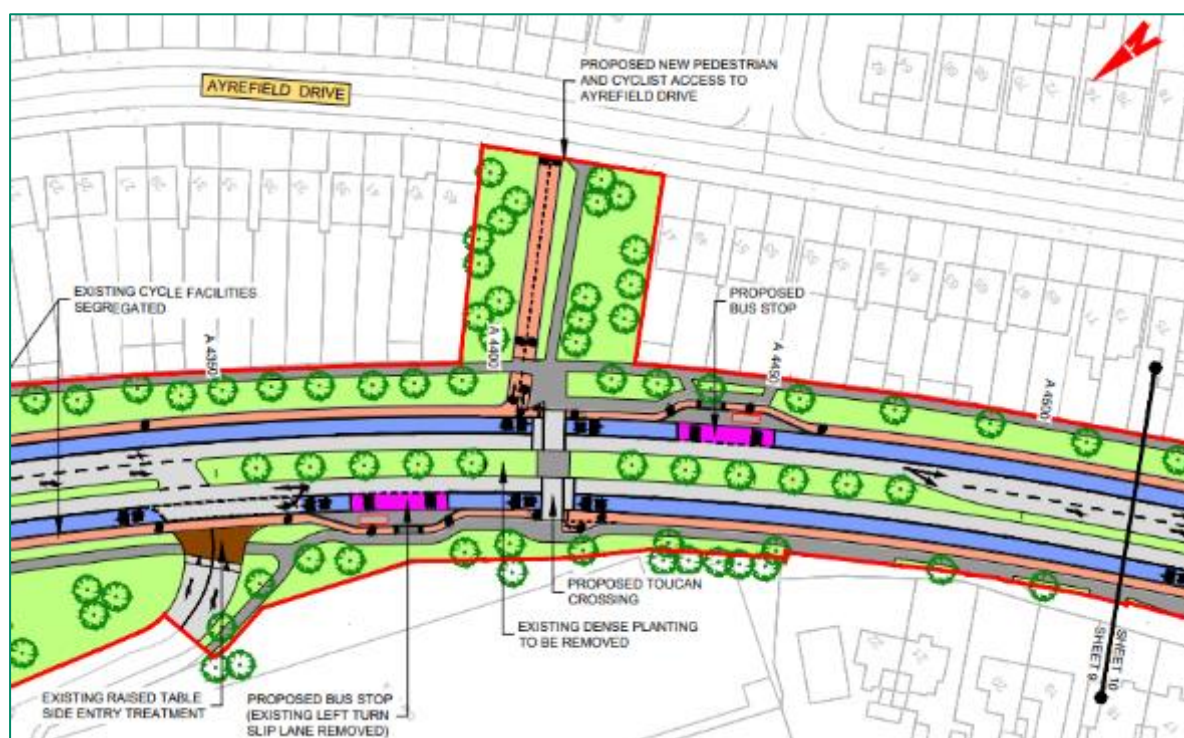 PROPOSED NEW PEDESTRIAN
AND CYCLIST ACCESS TO
AYREFIELD DRIVE
AYREFIELD DRIVE
N
EXISTING CYCLE FACILITIES
SEGREGATED
PROPOSED
BUS STOP
A 4350
A 4400
A 4450
A 4500
PROPOSED TOUCAN
CROSSING
EXISTING DENSE PLANTING
TO BE REMOVED
SHEET 10
SHEET 9
EXISTING RAISED TABLE
SIDE ENTRY TREATMENT
PROPOSED BUS STOP
(EXISTING LEFT TURN
SLIP LANE REMOVED)